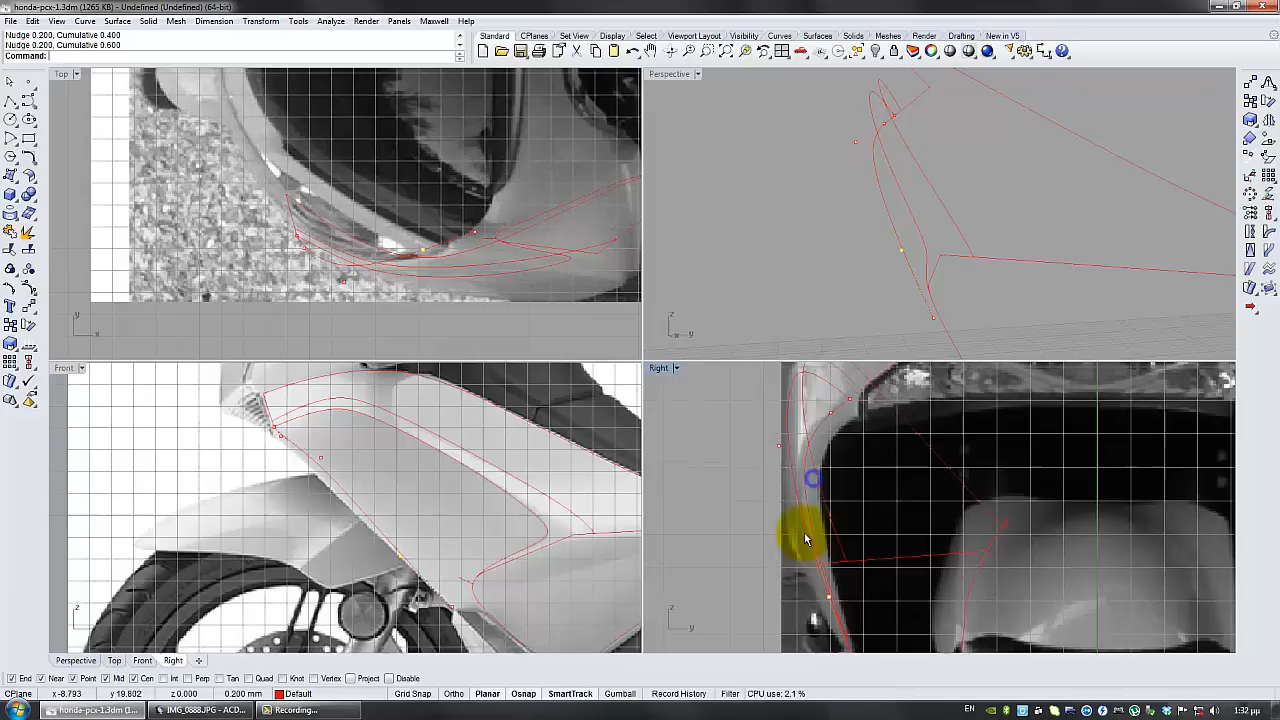 honda-pcx-1.3dm (1265 KB) - Undefined (Undefined) (64-bit)
File Edit View Curve Surface Solid Mesh Dimension Transform Tools Analyze Render Panels Maxwell Help
Nudge 0.200, Cumulative 0.400
Nudge 0.200, Cumulative 0.600
Command:
Standard CPlanes Set View Display Select Viewport Layout Visibility Curves Surfaces Solids Meshes Render Drafting New in V5
Top
Perspective
z
x
y
y
x
Front
Right
z
x
z
y
Perspective Top Front Right
End Near Point Mid Cen Int Perp Tan Quad Knot Vertex Project Disable
CPlane x -8.793 y 19.802 z 0.000 0.200 mm Default Grid Snap Ortho Planar Osnap SmartTrack Gumball Record History Filter CPU use: 2.1 %
honda-pcx-1.3dm (1... IMG_0888.JPG - ACD... Recording... EN 1:32 μμ